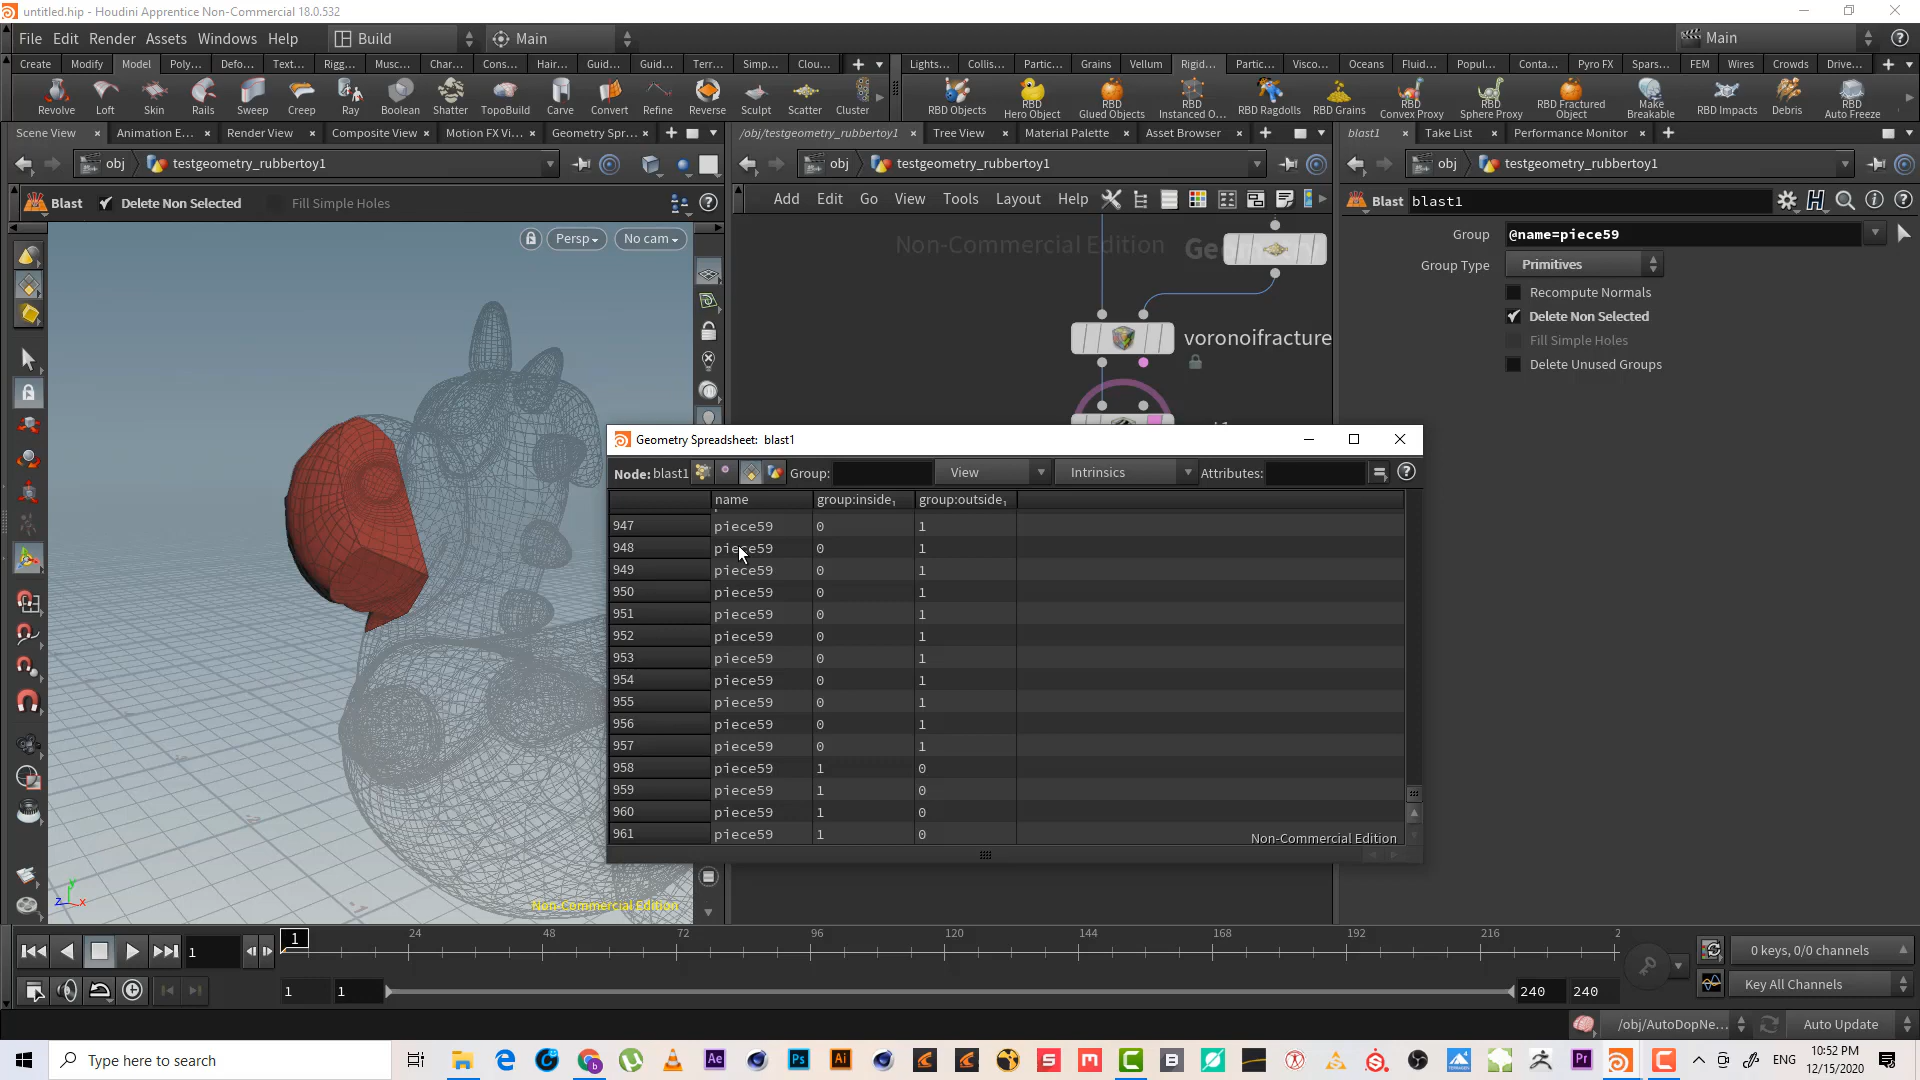 untitled.hip - Houdini Apprentice Non-Commercial 18.0.532
File Edit Render Assets Windows Help Build Main Main
Create Modify Model Poly... Defo... Text... Rigg... Musc... Char... Cons... Hair... Guid... Guid... Terr... Simp... Clou... Lights... Collis... Partic... Grains Vellum Rigid... Partic... Visco... Oceans Fluid... Popul... Conta... Pyro FX Spars... FEM Wires Crowds Drive...
Revolve Loft Skin Rails Sweep Creep Ray Boolean Shatter TopoBuild Carve Convert Refine Reverse Sculpt Scatter Cluster
RBD Objects RBD Hero Object RBD Glued Objects RBD Instanced O... RBD Ragdolls RBD Grains RBD Convex Proxy RBD Sphere Proxy RBD Fractured Object Make Breakable RBD Impacts Debris RBD Auto Freeze
Scene View Animation E... Render View Composite View Motion FX Vi... Geometry Spr... /obj/testgeometry_rubbertoy1 Tree View Material Palette Asset Browser blast1 Take List Performance Monitor
obj testgeometry_rubbertoy1 obj testgeometry_rubbertoy1 obj testgeometry_rubbertoy1
Blast Delete Non Selected Fill Simple Holes
Add Edit Go View Tools Layout Help
Blast blast1
Persp No cam
Non-Commercial Edition
Group @name=piece59
Group Type Primitives
Recompute Normals
Delete Non Selected
Fill Simple Holes
Delete Unused Groups
voronoifracture
Geometry Spreadsheet: blast1
Node: blast1 Group: View Intrinsics Attributes:
name group:inside group:outside
947 piece59 0 1
948 piece59 0 1
949 piece59 0 1
950 piece59 0 1
951 piece59 0 1
952 piece59 0 1
953 piece59 0 1
954 piece59 0 1
955 piece59 0 1
956 piece59 0 1
957 piece59 0 1
958 piece59 1 0
959 piece59 1 0
960 piece59 1 0
961 piece59 1 0
Non-Commercial Edition
Non-Commercial Edition
z y x
1 1 24 48 72 96 120 144 168 192 216 2
0 keys, 0/0 channels
1 1 240 240
Key All Channels
/obj/AutoDopNe... Auto Update
Type here to search
Ae Ps Ai Pr
ENG 10:52 PM
12/15/2020